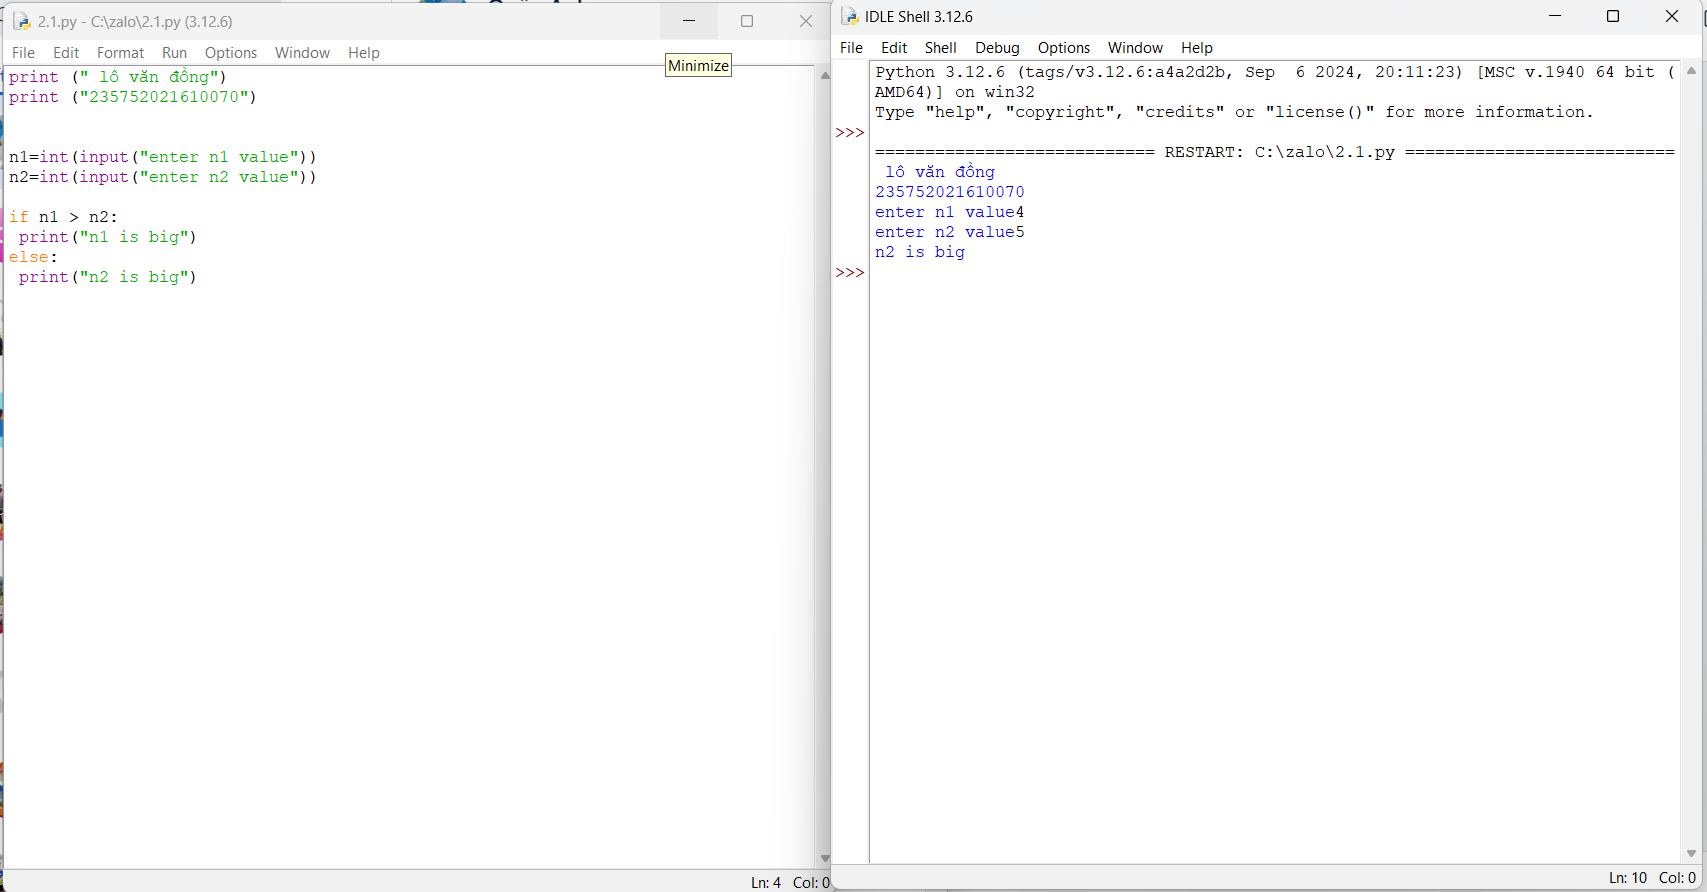 2.1.py - C:\zalo\2.1.py (3.12.6)
File Edit Format Run Options Window Help
Minimize
print (" lô văn đồng")
print ("235752021610070")
n1=int(input("enter n1 value"))
n2=int(input("enter n2 value"))
if n1 > n2:
 print("n1 is big")
else:
 print("n2 is big")
Ln: 4 Col: 0
IDLE Shell 3.12.6
File Edit Shell Debug Options Window Help
Python 3.12.6 (tags/v3.12.6:a4a2d2b, Sep  6 2024, 20:11:23) [MSC v.1940 64 bit (
AMD64)] on win32
Type "help", "copyright", "credits" or "license()" for more information.
>>>
============================ RESTART: C:\zalo\2.1.py ===========================
 lô văn đồng
235752021610070
enter n1 value4
enter n2 value5
n2 is big
>>>
Ln: 10 Col: 0